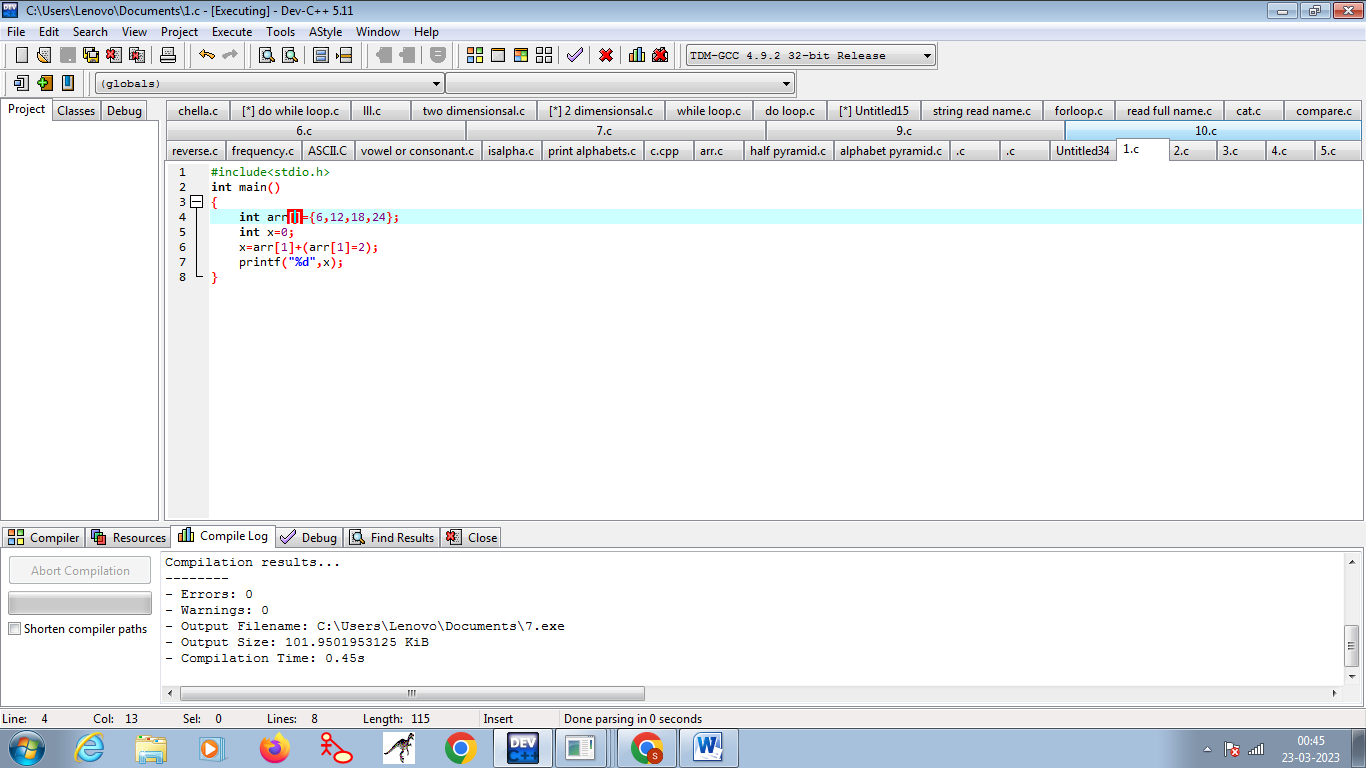 C:\Users\Lenovo\Documents\1.c - [Executing] - Dev-C++ 5.11
File Edit Search View Project Execute Tools AStyle Window Help
TDM-GCC 4.9.2 32-bit Release
(globals)
Project Classes Debug
chella.c [*] do while loop.c lll.c two dimensionsal.c [*] 2 dimensionsal.c while loop.c do loop.c [*] Untitled15 string read name.c forloop.c read full name.c cat.c compare.c
6.c 7.c 9.c 10.c
reverse.c frequency.c ASCII.C vowel or consonant.c isalpha.c print alphabets.c c.cpp arr.c half pyramid.c alphabet pyramid.c .c .c Untitled34 1.c 2.c 3.c 4.c 5.c
1 #include<stdio.h>
2 int main()
3 {
4 int arr[]={6,12,18,24};
5 int x=0;
6 x=arr[1]+(arr[1]=2);
7 printf("%d",x);
8 }
Compiler Resources Compile Log Debug Find Results Close
Abort Compilation
Shorten compiler paths
Compilation results...
--------
- Errors: 0
- Warnings: 0
- Output Filename: C:\Users\Lenovo\Documents\7.exe
- Output Size: 101.9501953125 KiB
- Compilation Time: 0.45s
Line: 4 Col: 13 Sel: 0 Lines: 8 Length: 115 Insert Done parsing in 0 seconds
DEV C++
S
W
00:45
23-03-2023